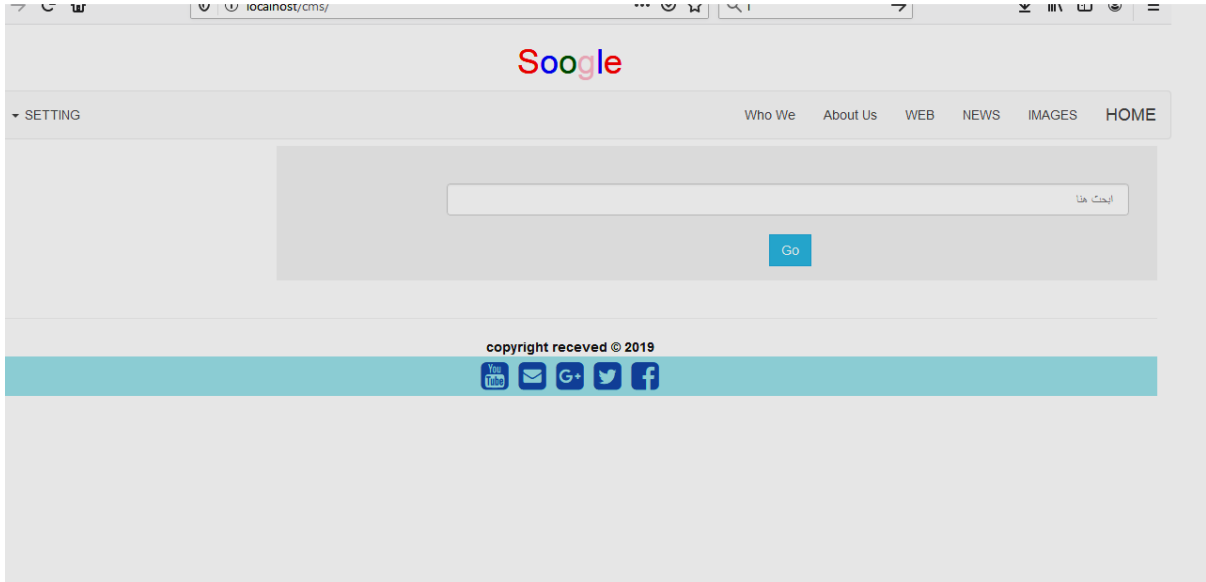 localhost/cms/
Soogle
SETTING Who We About Us WEB NEWS IMAGES HOME
ابحث هنا
Go
copyright receved © 2019
You Tube G+